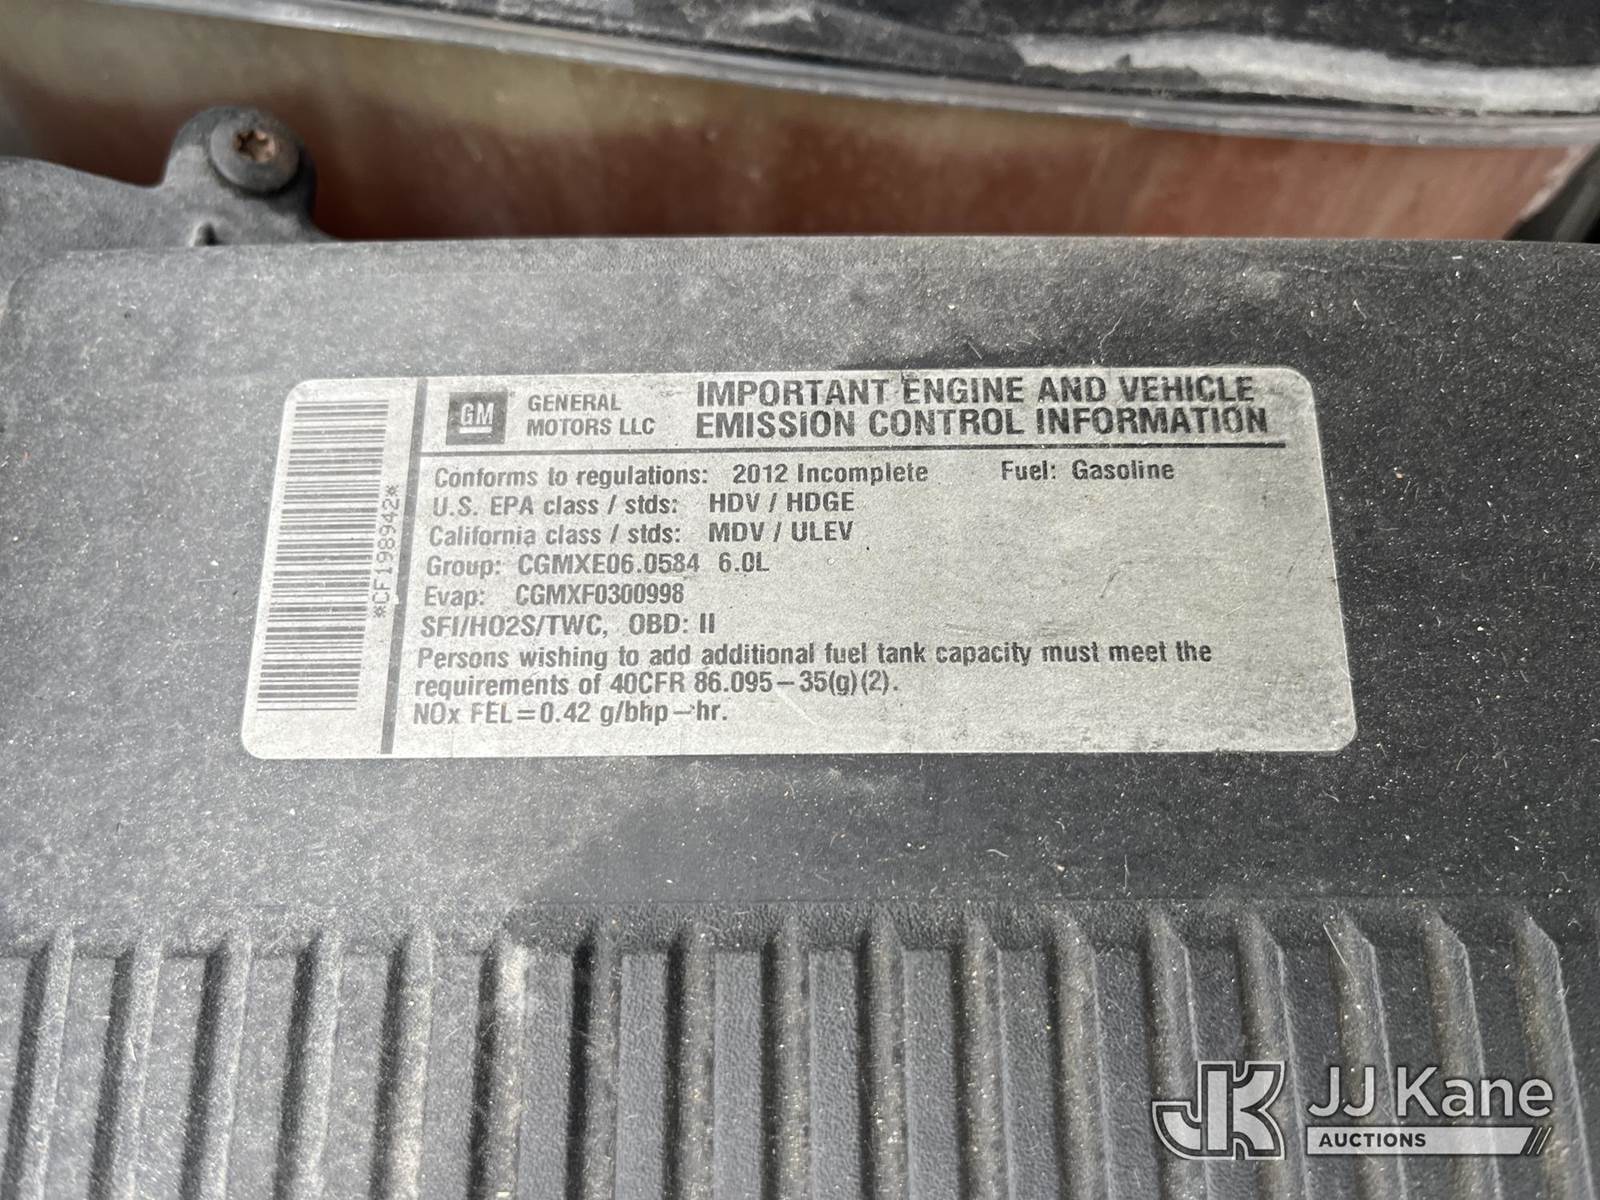 GM
GENERAL
MOTORS LLC
IMPORTANT ENGINE AND VEHICLE
EMISSION CONTROL INFORMATION
Conforms to regulations: 2012 Incomplete Fuel: Gasoline
U.S. EPA class / stds: HDV / HDGE
California class / stds: MDV / ULEV
Group: CGMXE06.0584 6.0L
Evap: CGMXF0300998
SFI/HO2S/TWC, OBD: II
Persons wishing to add additional fuel tank capacity must meet the
requirements of 40CFR 86.095-35(g)(2).
NOx FEL=0.42 g/bhp-hr.
*CF198942*
JK JJ Kane
AUCTIONS